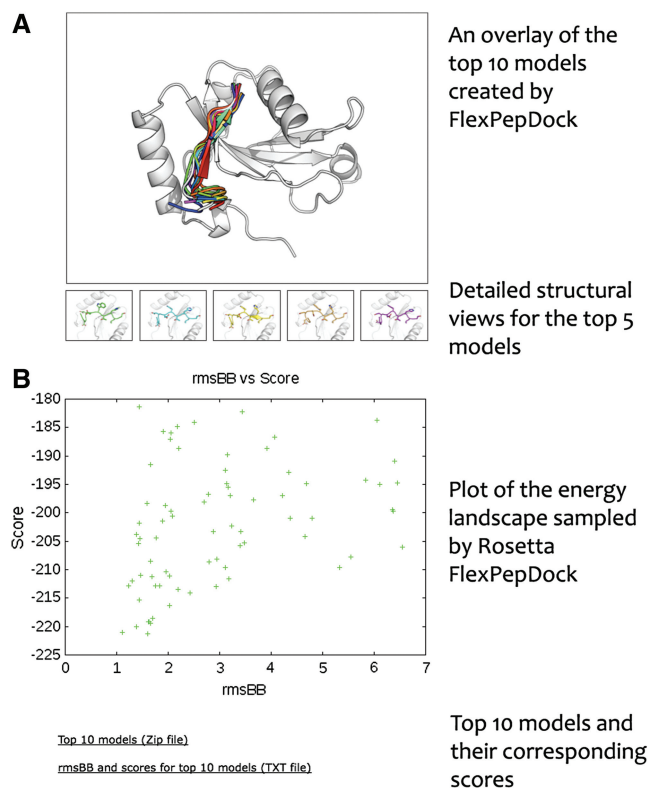 A
An overlay of the
top 10 models
created by
FlexPepDock
Detailed structural
views for the top 5
models
B
rmsBB vs Score
-180
-185
-190
-195
-200
-205
-210
-215
-220
-225
Score
0 1 2 3 4 5 6 7
rmsBB
Plot of the energy
landscape sampled
by Rosetta
FlexPepDock
Top 10 models (Zip file)
rmsBB and scores for top 10 models (TXT file)
Top 10 models and
their corresponding
scores